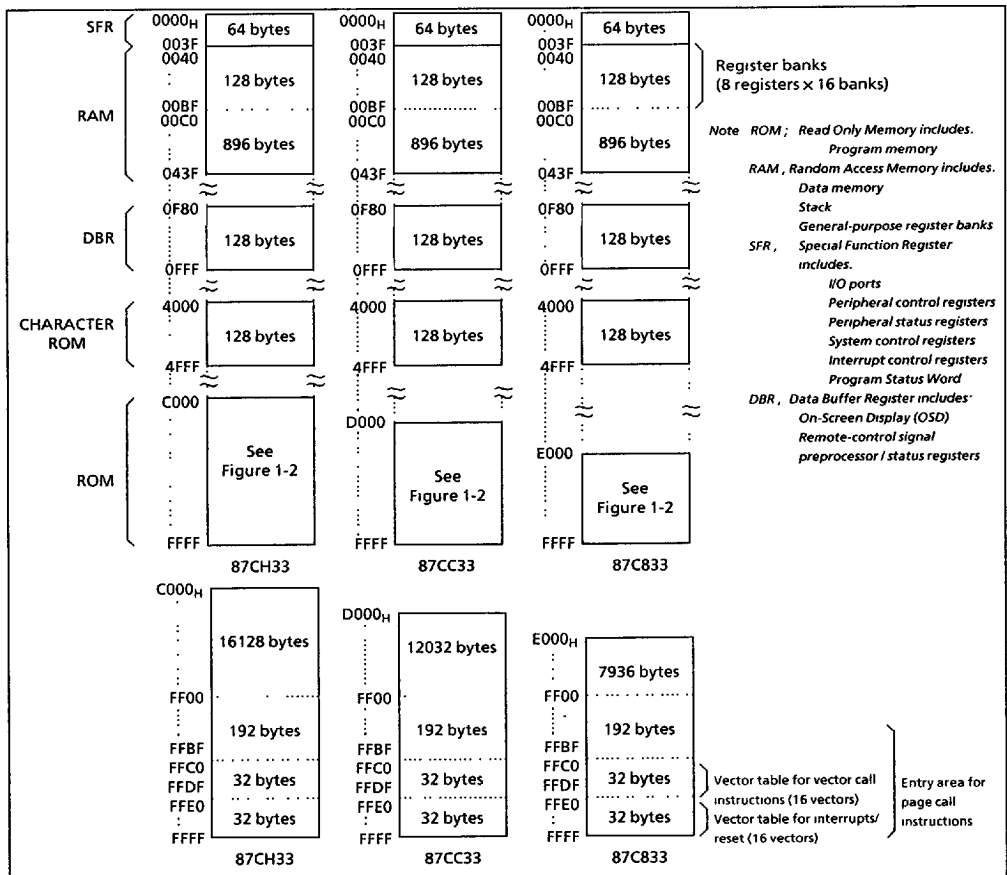 SFR
0000H
64 bytes
0000H
64 bytes
0000H
64 bytes
003F
003F
003F
0040
0040
0040
RAM
128 bytes
128 bytes
128 bytes
Register banks
(8 registers × 16 banks)
00BF
00BF
00BF
00C0
00C0
00C0
896 bytes
896 bytes
896 bytes
043F
043F
043F
Note ROM ; Read Only Memory includes.
Program memory
RAM , Random Access Memory includes.
Data memory
Stack
General-purpose register banks
SFR , Special Function Register
includes.
I/O ports
Peripheral control registers
Peripheral status registers
System control registers
Interrupt control registers
Program Status Word
DBR , Data Buffer Register includes·
On-Screen Display (OSD)
Remote-control signal
preprocessor / status registers
DBR
0F80
0F80
0F80
128 bytes
128 bytes
128 bytes
0FFF
0FFF
0FFF
CHARACTER
ROM
4000
4000
4000
128 bytes
128 bytes
128 bytes
4FFF
4FFF
4FFF
ROM
C000
D000
E000
See
Figure 1-2
See
Figure 1-2
See
Figure 1-2
FFFF
FFFF
FFFF
87CH33
87CC33
87C833
C000H
D000H
E000H
16128 bytes
12032 bytes
7936 bytes
FF00
FF00
FF00
192 bytes
192 bytes
192 bytes
FFBF
FFBF
FFBF
FFC0
FFC0
FFC0
32 bytes
32 bytes
32 bytes
FFDF
FFDF
FFDF
Vector table for vector call
instructions (16 vectors)
FFE0
FFE0
FFE0
32 bytes
32 bytes
32 bytes
Vector table for interrupts/
reset (16 vectors)
FFFF
FFFF
FFFF
Entry area for
page call
instructions
87CH33
87CC33
87C833